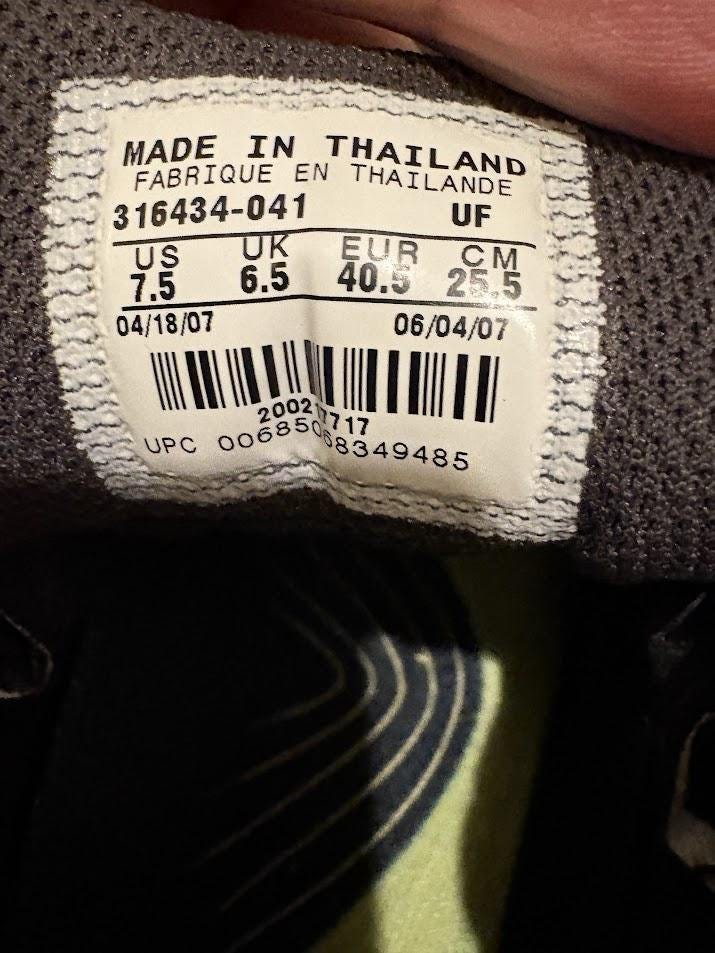 MADE IN THAILAND
FABRIQUE EN THAILANDE
316434-041 UF
US UK EUR CM
7.5 6.5 40.5 25.5
04/18/07 06/04/07
UPC 00685068349485